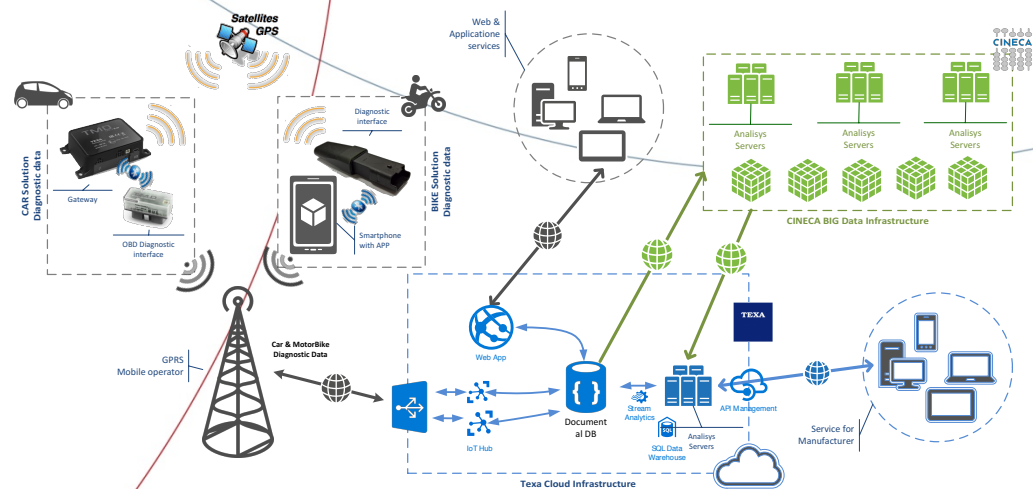 Satellites
GPS
Web &
Applicatione
services
CINECA
CAR Solution
Diagnostic data
TMD
Gateway
OBD Diagnostic
interface
BIKE Solution
Diagnostic data
Diagnostic
interface
Smartphone
with APP
Analisys
Servers
Analisys
Servers
Analisys
Servers
CINECA BIG Data Infrastructure
GPRS
Mobile operator
Car & MotorBike
Diagnostic Data
Web App
IoT Hub
{ }
Document
al DB
Stream
Analytics
SQL
SQL Data
Warehouse
Analisys
Servers
TEXA
API Management
Service for
Manufacturer
Texa Cloud Infrastructure